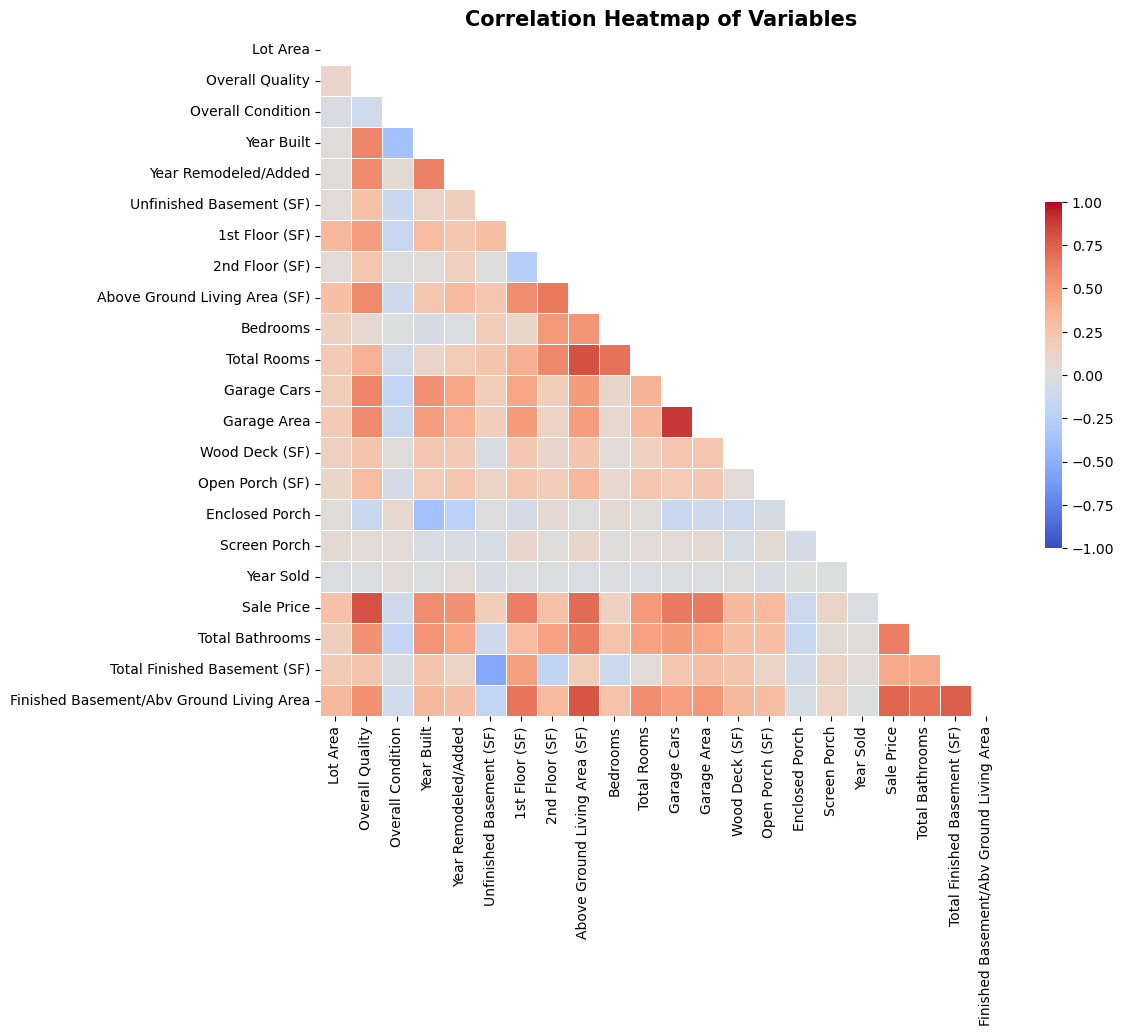 Correlation Heatmap of Variables
Lot Area
Overall Quality
Overall Condition
Year Built
Year Remodeled/Added
Unfinished Basement (SF)
1st Floor (SF)
2nd Floor (SF)
Above Ground Living Area (SF)
Bedrooms
Total Rooms
Garage Cars
Garage Area
Wood Deck (SF)
Open Porch (SF)
Enclosed Porch
Screen Porch
Year Sold
Sale Price
Total Bathrooms
Total Finished Basement (SF)
Finished Basement/Abv Ground Living Area
Lot Area
Overall Quality
Overall Condition
Year Built
Year Remodeled/Added
Unfinished Basement (SF)
1st Floor (SF)
2nd Floor (SF)
Above Ground Living Area (SF)
Bedrooms
Total Rooms
Garage Cars
Garage Area
Wood Deck (SF)
Open Porch (SF)
Enclosed Porch
Screen Porch
Year Sold
Sale Price
Total Bathrooms
Total Finished Basement (SF)
Finished Basement/Abv Ground Living Area
1.00
0.75
0.50
0.25
0.00
−0.25
−0.50
−0.75
−1.00